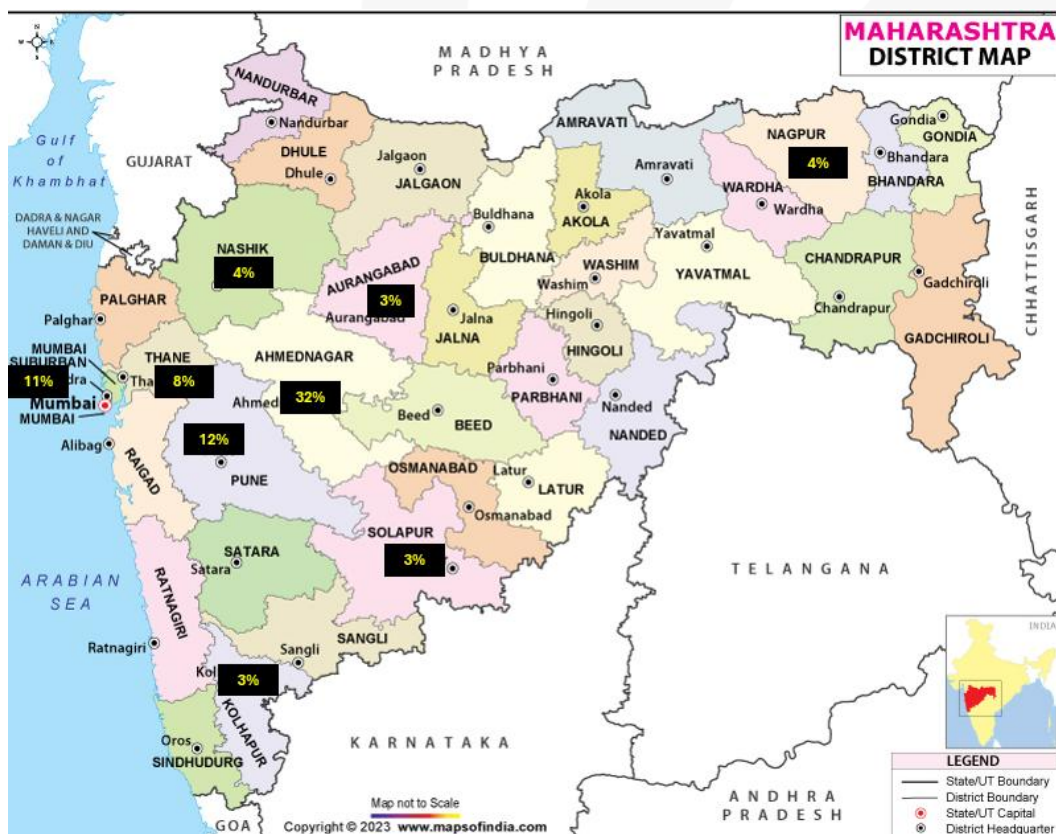 MAHARASHTRA
DISTRICT MAP
N
W
E
S
MADHYA
PRADESH
NANDURBAR
Nandurbar
Gulf
of
Khambhat
GUJARAT
DHULE
Dhule
Jalgaon
JALGAON
AMRAVATI
Amravati
NAGPUR
4%
Gondia
GONDIA
Bhandara
BHANDARA
WARDHA
Wardha
DADRA & NAGAR
HAVELI AND
DAMAN & DIU
NASHIK
4%
Buldhana
BULDHANA
Akola
AKOLA
Yavatmal
YAVATMAL
WASHIM
Washim
CHANDRAPUR
Chandrapur
Gadchiroli
GADCHIROLI
CHHATTISGARH
AURANGABAD
3%
Aurangabad
Jalna
JALNA
Hingoli
HINGOLI
PALGHAR
Palghar
MUMBAI
SUBURBAN
11%
dra
Mumbai
MUMBAI
THANE
Tha
8%
AHMEDNAGAR
Ahmed
32%
Parbhani
PARBHANI
Nanded
NANDED
Beed
BEED
12%
PUNE
Alibag
RAIGAD
OSMANABAD
Osmanabad
Latur
LATUR
SOLAPUR
3%
SATARA
Satara
ARABIAN
SEA
RATNAGIRI
Ratnagiri
Sangli
SANGLI
Kol
3%
KOLHAPUR
Oros
SINDHUDURG
TELANGANA
KARNATAKA
GOA
ANDHRA
PRADESH
INDIA
LEGEND
State/UT Boundary
District Boundary
State/UT Capital
District Headquarter
Map not to Scale
Copyright © 2023 www.mapsofindia.com